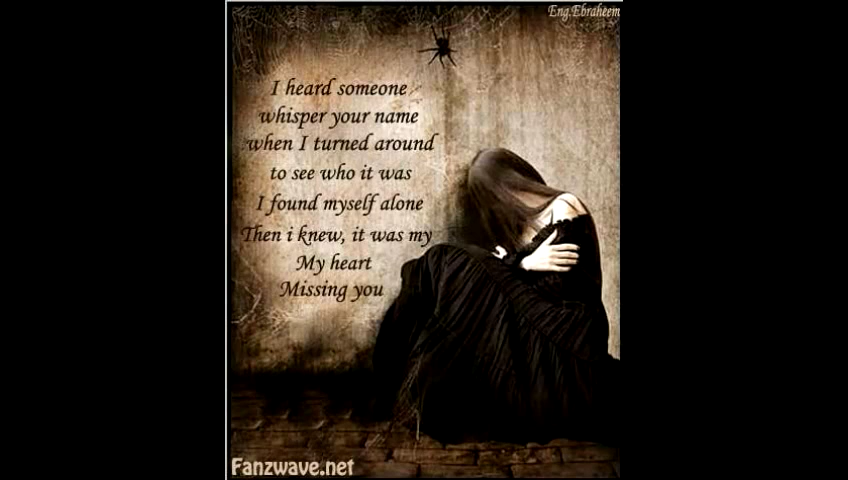 Eng.Ebraheem
I heard someone
whisper your name
when I turned around
to see who it was
I found myself alone
Then i knew, it was my
My heart
Missing you
Fanzwave.net